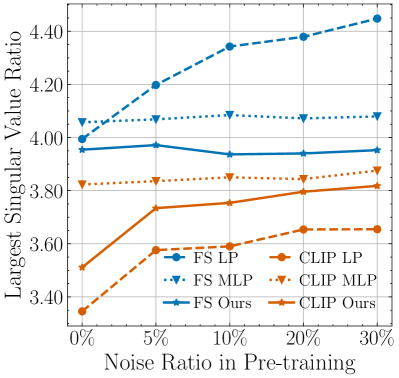 Largest Singular Value Ratio
4.40
4.20
4.00
3.80
3.60
3.40
FS LP
CLIP LP
FS MLP
CLIP MLP
FS Ours
CLIP Ours
0% 5% 10% 20% 30%
Noise Ratio in Pre-training